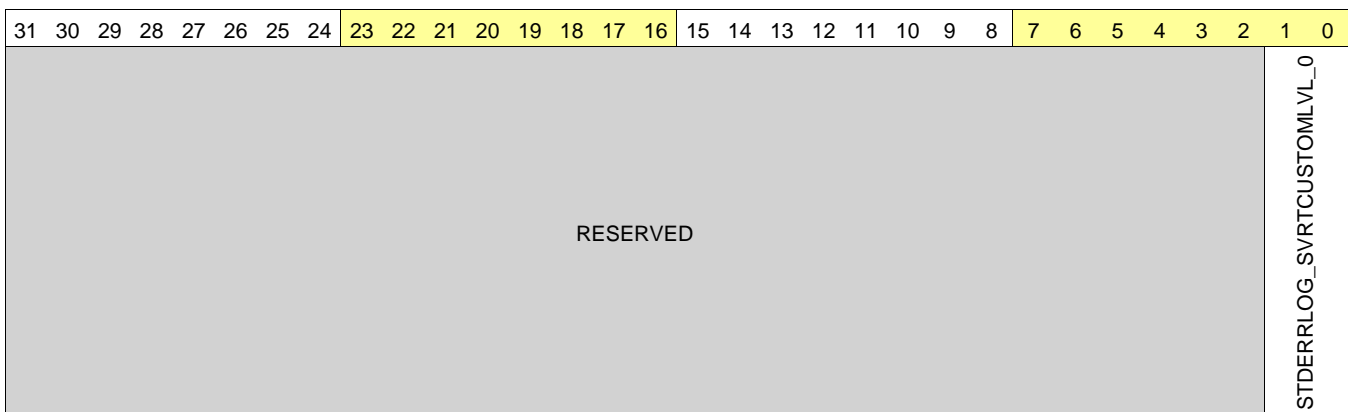 31 30 29 28 27 26 25 24 23 22 21 20 19 18 17 16 15 14 13 12 11 10 9 8 7 6 5 4 3 2 1 0
RESERVED
STDERRLOG_SVRTCUSTOMLVL_0